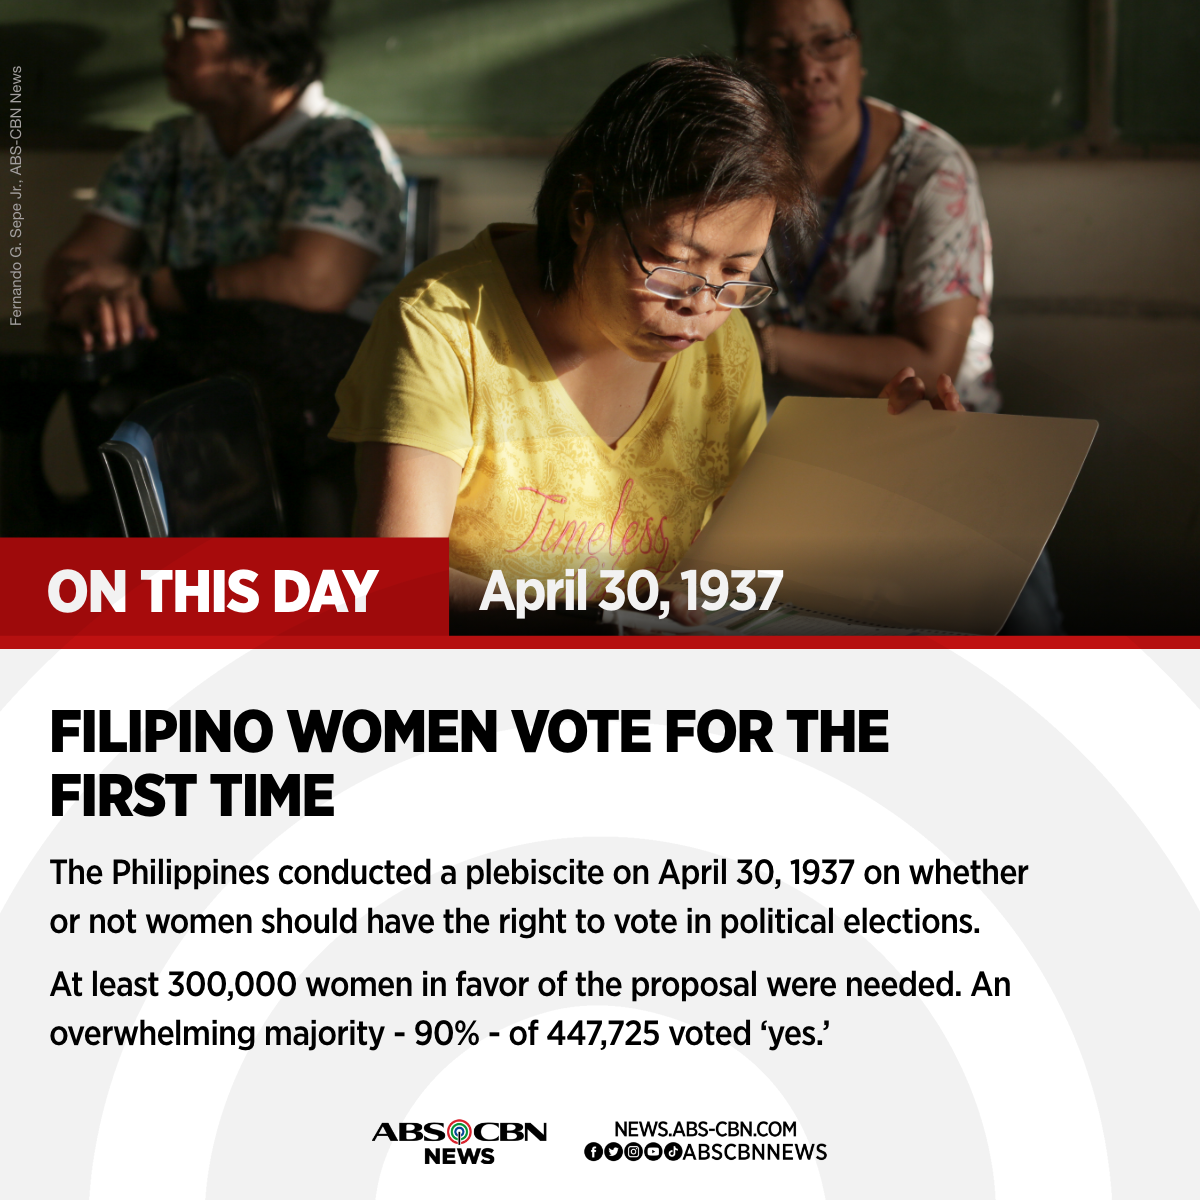 Fernando G. Sepe Jr., ABS-CBN News
Timeless
ON THIS DAY
April 30, 1937
FILIPINO WOMEN VOTE FOR THE
FIRST TIME
The Philippines conducted a plebiscite on April 30, 1937 on whether
or not women should have the right to vote in political elections.
At least 300,000 women in favor of the proposal were needed. An
overwhelming majority - 90% - of 447,725 voted ‘yes.’
ABS-CBN
NEWS
NEWS.ABS-CBN.COM
ABSCBNNEWS